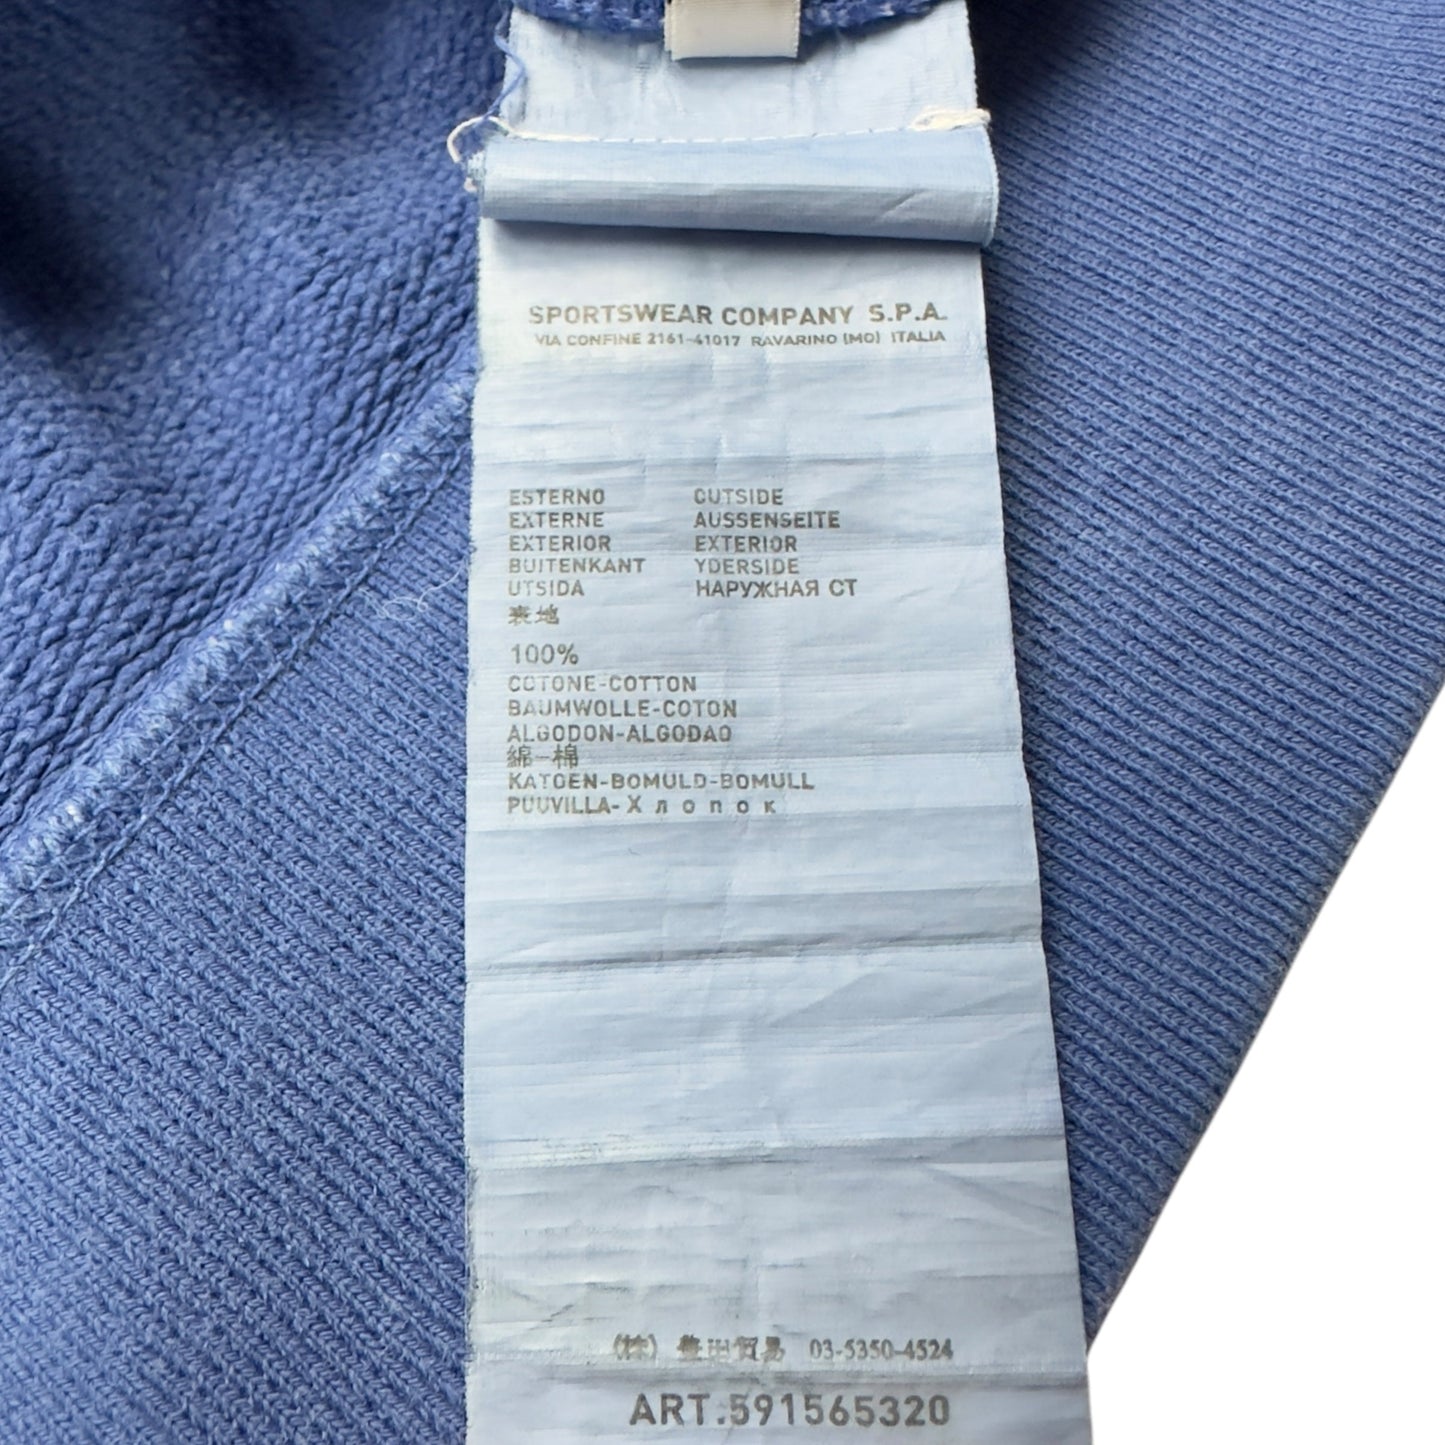 SPORTSWEAR COMPANY S.P.A.
VIA CONFINE 2161-41017 RAVARINO (MO) ITALIA
ESTERNO OUTSIDE
EXTERNE AUSSENSEITE
EXTERIOR EXTERIOR
BUITENKANT YDERSIDE
UTSIDA НАРУЖНАЯ СТ
表地
100%
COTONE-COTTON
BAUMWOLLE-COTON
ALGODON-ALGODAO
綿-棉
KATOEN-BOMULD-BOMULL
PUUVILLA-Хлопок
(株) 豊田貿易 03-5350-4524
ART.591565320